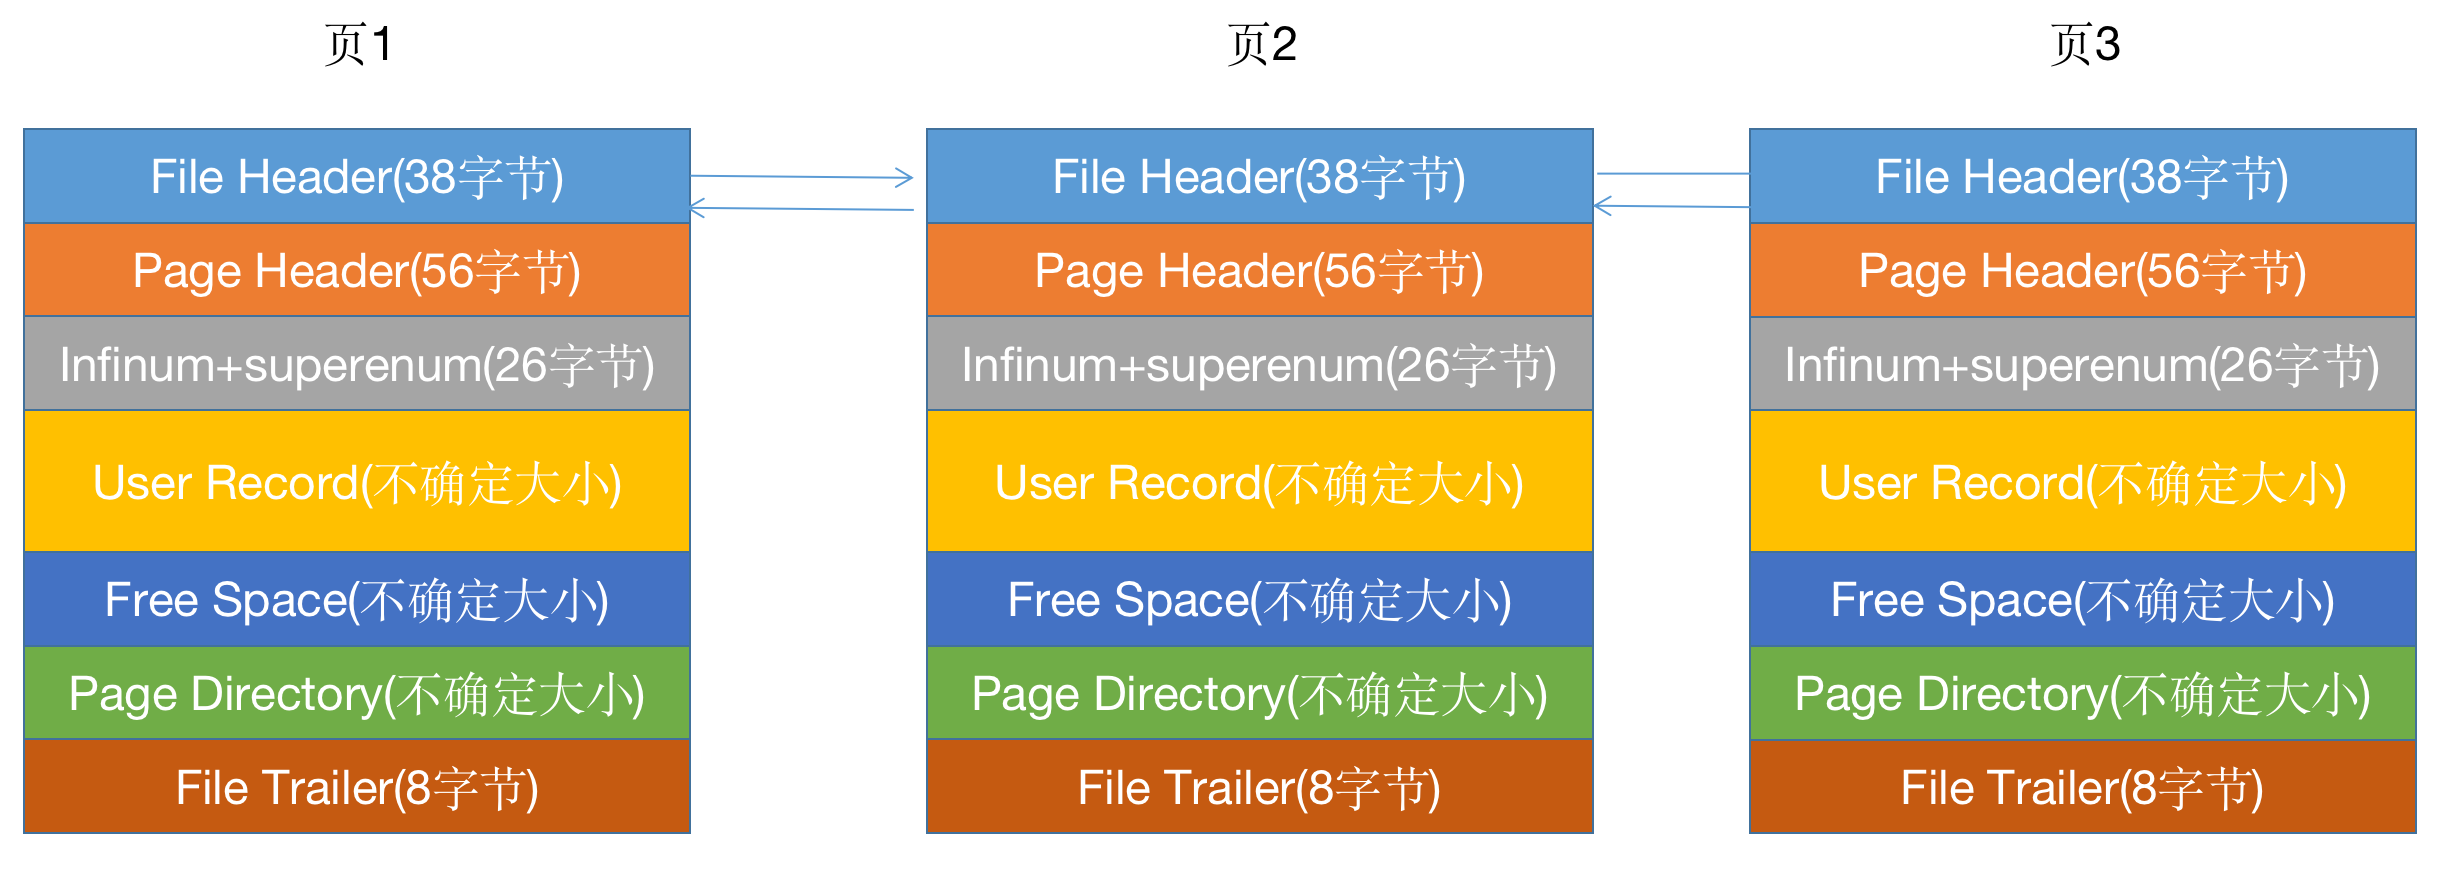 页1
File Header(38字节)
Page Header(56字节)
Infinum+superenum(26字节)
User Record(不确定大小)
Free Space(不确定大小)
Page Directory(不确定大小)
File Trailer(8字节)
页2
File Header(38字节)
Page Header(56字节)
Infinum+superenum(26字节)
User Record(不确定大小)
Free Space(不确定大小)
Page Directory(不确定大小)
File Trailer(8字节)
页3
File Header(38字节)
Page Header(56字节)
Infinum+superenum(26字节)
User Record(不确定大小)
Free Space(不确定大小)
Page Directory(不确定大小)
File Trailer(8字节)